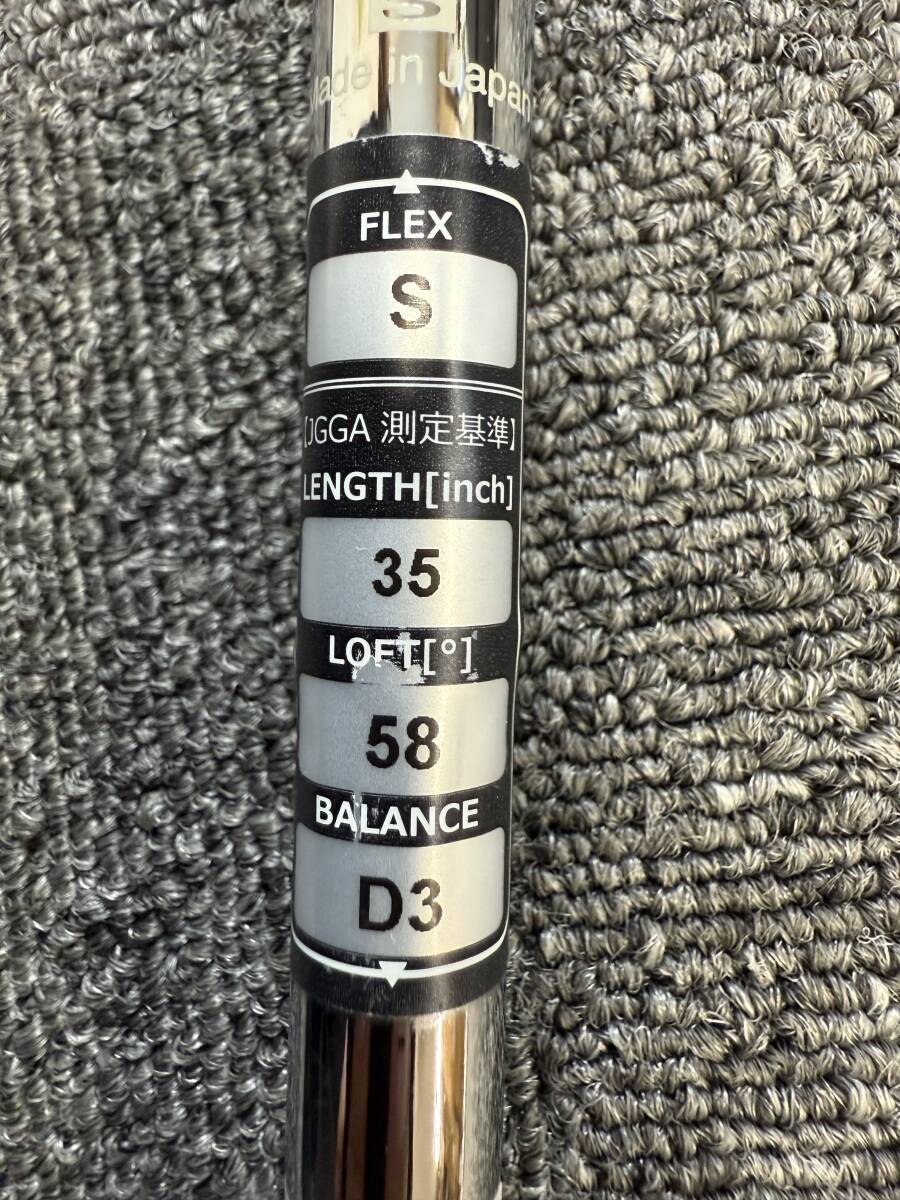 S
Made in Japan
FLEX
S
[JGGA 測定基準]
LENGTH[inch]
35
LOFT[°]
58
BALANCE
D3